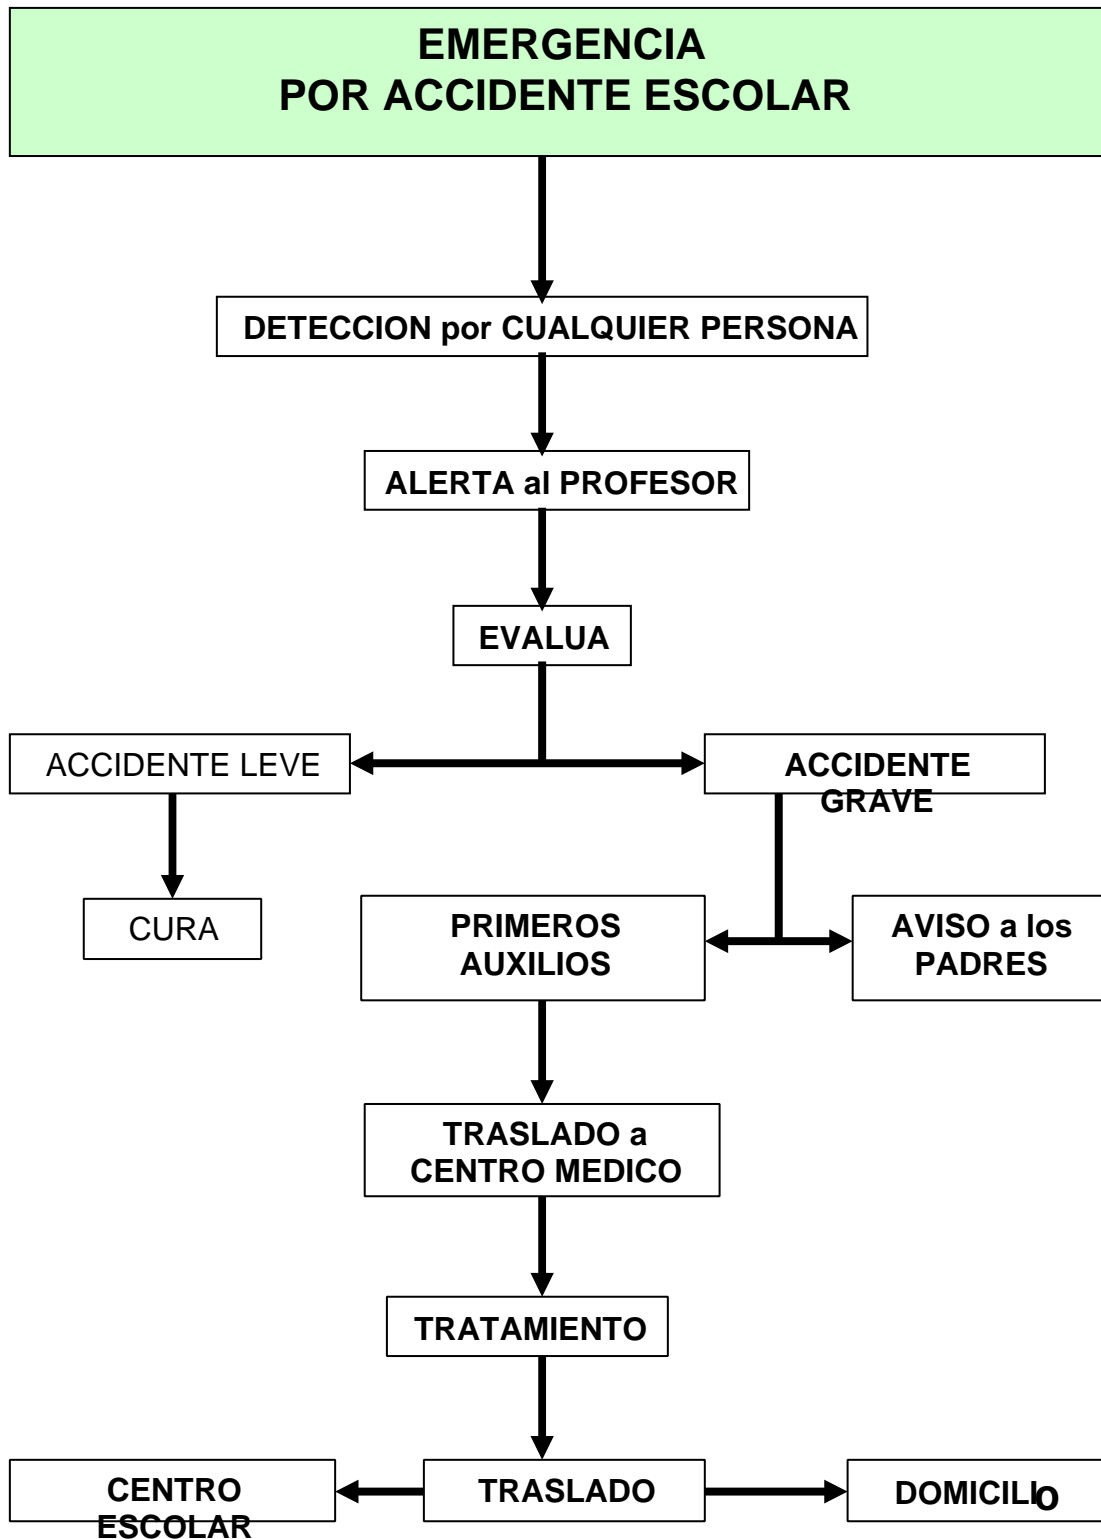 EMERGENCIA
POR ACCIDENTE ESCOLAR
DETECCION por CUALQUIER PERSONA
ALERTA al PROFESOR
EVALUA
ACCIDENTE LEVE
ACCIDENTE
GRAVE
CURA
PRIMEROS
AUXILIOS
AVISO a los
PADRES
TRASLADO a
CENTRO MEDICO
TRATAMIENTO
CENTRO
ESCOLAR
TRASLADO
DOMICILIo